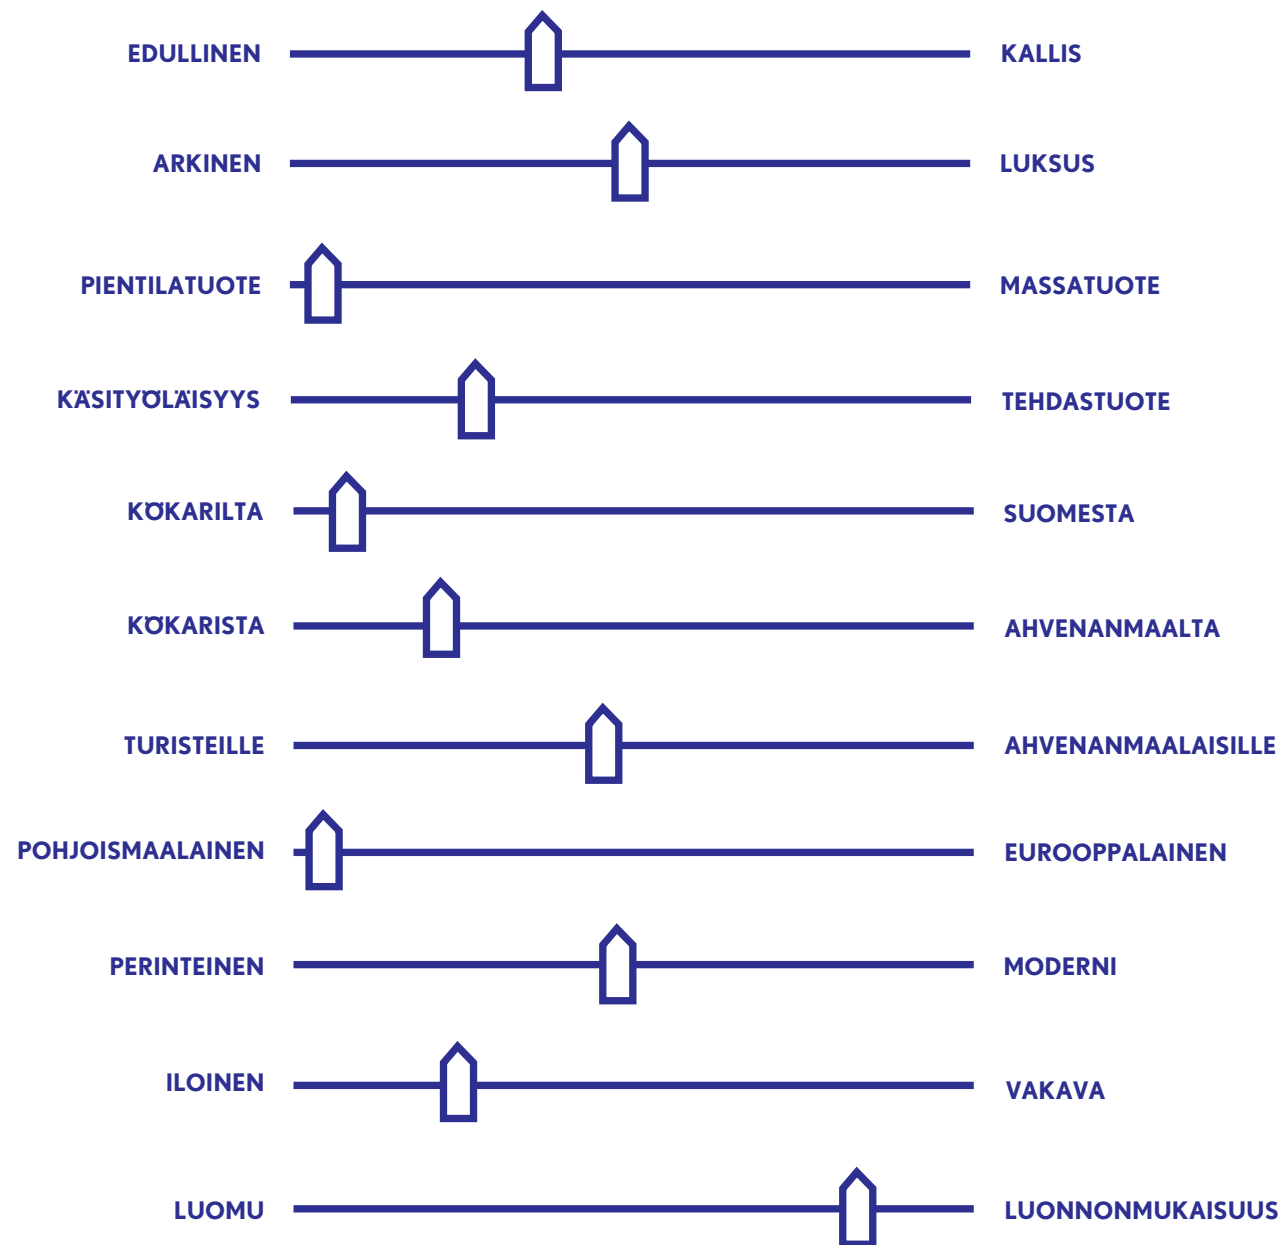 EDULLINEN KALLIS
ARKINEN LUKSUS
PIENTILATUOTE MASSATUOTE
KÄSITYÖLÄISYYS TEHDASTUOTE
KÖKARILTA SUOMESTA
KÖKARISTA AHVENANMAALTA
TURISTEILLE AHVENANMAALAISILLE
POHJOISMAALAINEN EUROOPPALAINEN
PERINTEINEN MODERNI
ILOINEN VAKAVA
LUOMU LUONNONMUKAISUUS